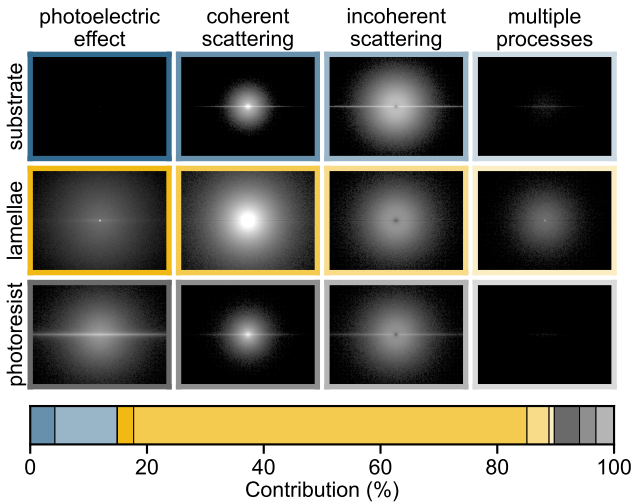 photoelectric effect
coherent scattering
incoherent scattering
multiple processes
substrate
lamellae
photoresist
0 20 40 60 80 100
Contribution (%)